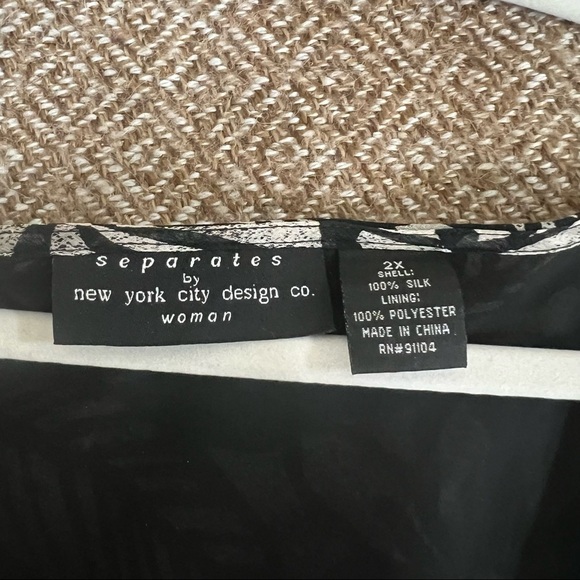 separates
by
new york city design co.
woman
2X
SHELL:
100% SILK
LINING:
100% POLYESTER
MADE IN CHINA
RN#91104